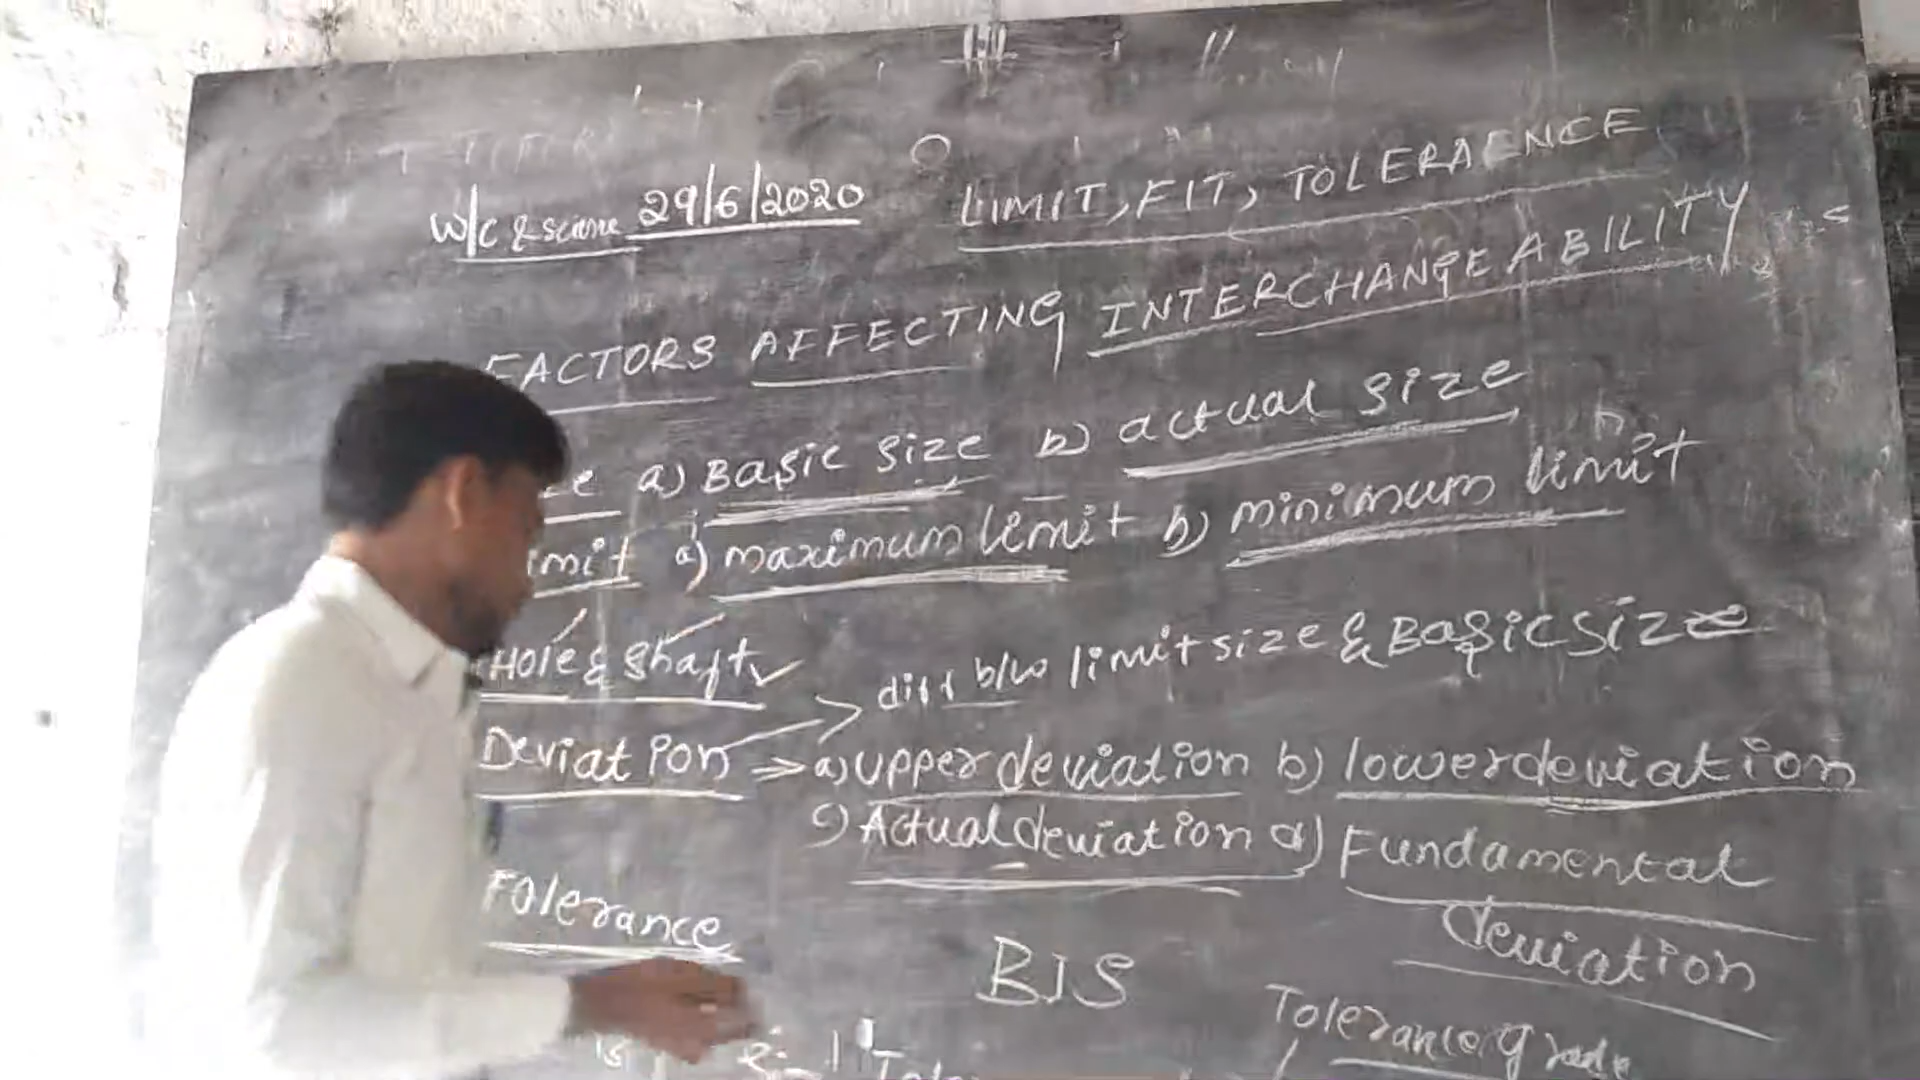 W/C & science 29/6/2020 LIMIT, FIT, TOLERAENCE
FACTORS AFFECTING INTERCHANGEABILITY
a) Basic size b) actual size
limit a) maximum limit b) minimum limit
Hole & shaft ✓
diff b/w limit size & Basic size
Deviation ⇒ a) upper deviation b) lower deviation
c) Actual deviation d) Fundamental
deviation
Tolerance
BIS
Tolerance grade